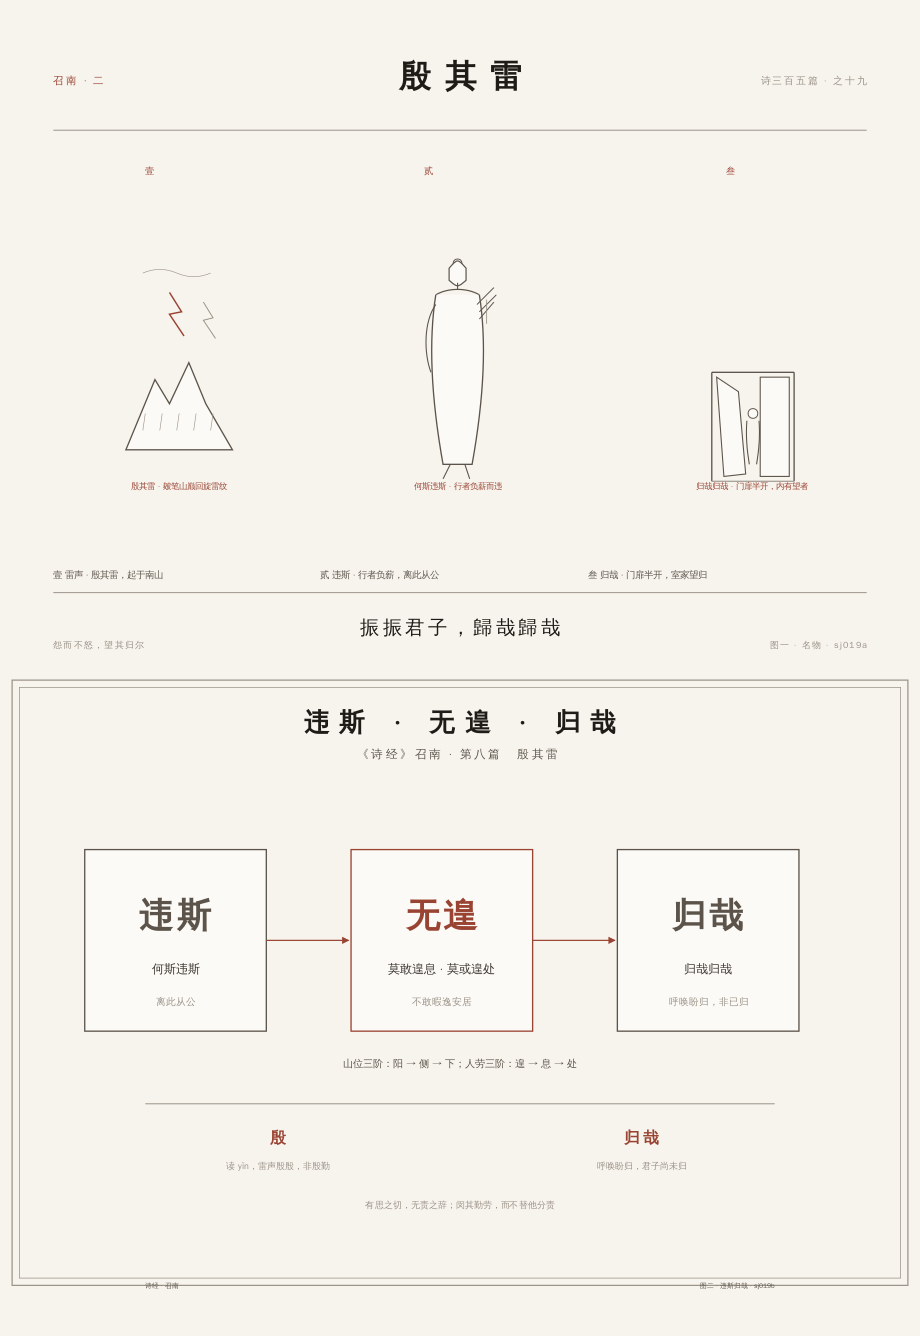 召南 · 二
殷其雷
诗三百五篇 · 之十九
壹
贰
叁
殷其雷 · 皴笔山巅回旋雷纹
何斯违斯 · 行者负薪而违
归哉归哉 · 门扉半开，内有望者
壹 雷声 · 殷其雷，起于南山
贰 违斯 · 行者负薪，离此从公
叁 归哉 · 门扉半开，室家望归
振振君子，歸哉歸哉
怨而不怒，望其归尔
图一 · 名物 · sj019a
违斯 · 无遑 · 归哉
《诗经》召南 · 第八篇 殷其雷
违斯
何斯违斯
离此从公
无遑
莫敢遑息 · 莫或遑处
不敢暇逸安居
归哉
归哉归哉
呼唤盼归，非已归
山位三阶：阳 → 侧 → 下；人劳三阶：遑 → 息 → 处
殷
读 yīn，雷声殷殷，非殷勤
归哉
呼唤盼归，君子尚未归
有思之切，无责之辞；闵其勤劳，而不替他分责
诗经 · 召南
图二 · 违斯归哉 · sj019b